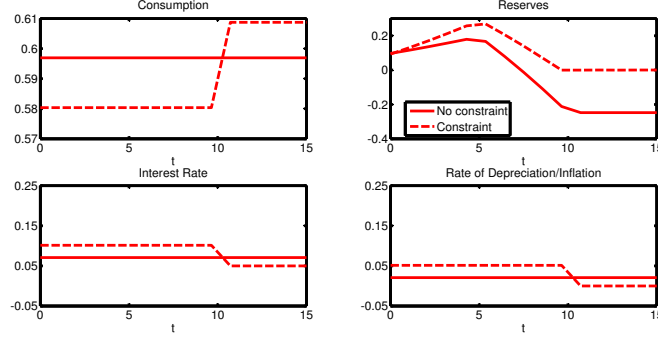 Consumption
0.61
0.6
0.59
0.58
0.57
0 5 10 15
t
Reserves
0.2
0
-0.2
-0.4
No constraint
Constraint
0 5 10 15
t
Interest Rate
0.25
0.15
0.05
-0.05
0 5 10 15
t
Rate of Depreciation/Inflation
0.25
0.15
0.05
-0.05
0 5 10 15
t